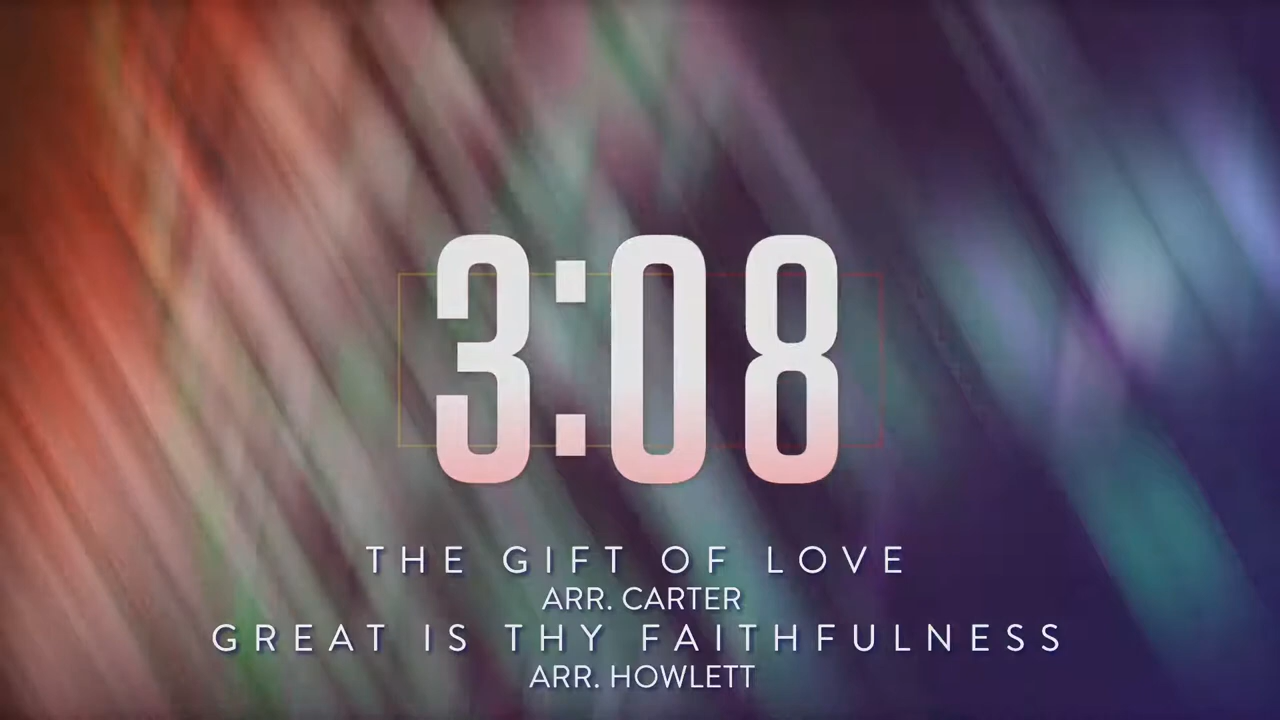 3:08
THE GIFT OF LOVE
ARR. CARTER
GREAT IS THY FAITHFULNESS
ARR. HOWLETT